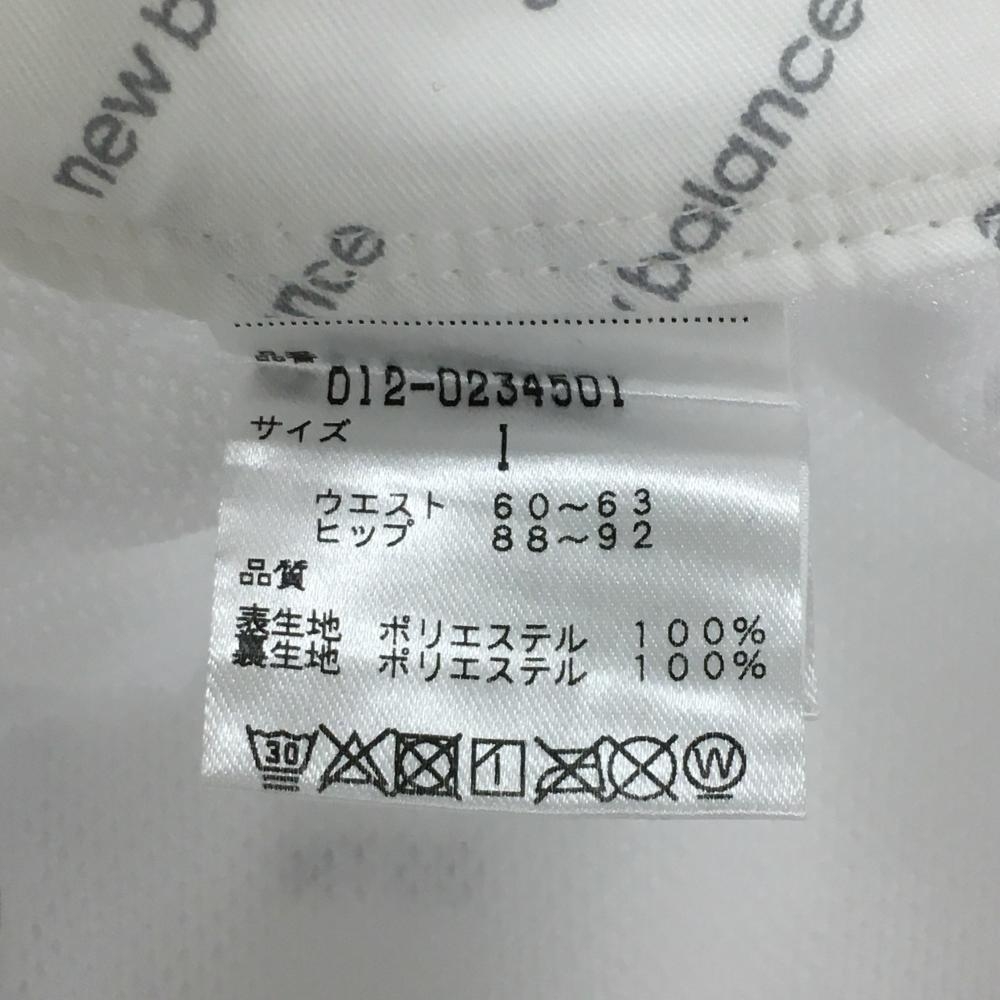 new b
balance
nce
balance
品番 012-0234501
サイズ 1
ウエスト 60〜63
ヒップ 88〜92
品質
表生地 ポリエステル 100%
裏生地 ポリエステル 100%
30
1
W